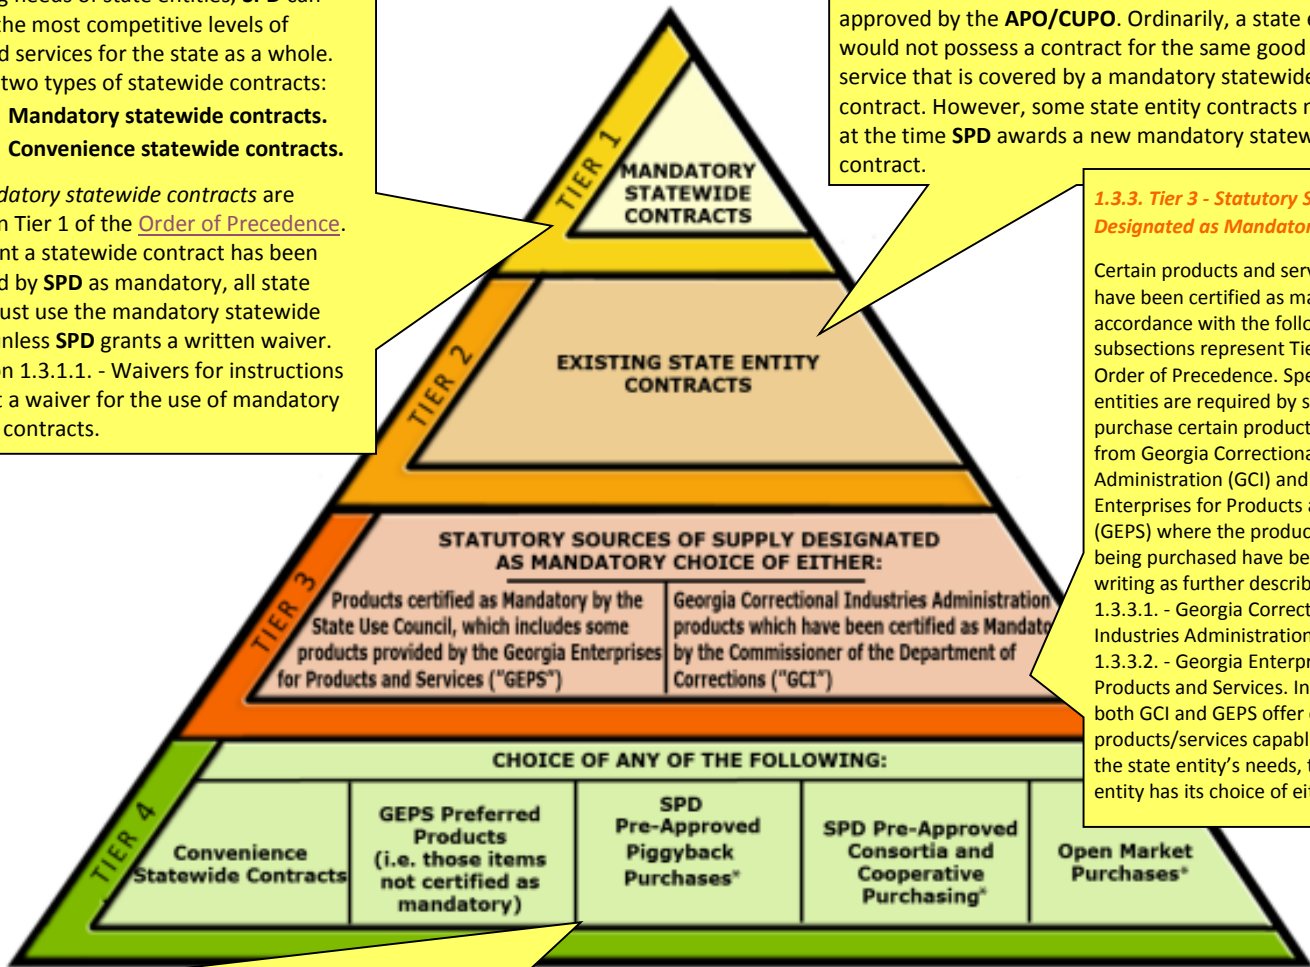 needs of state entities, SPD can
the most competitive levels of
services for the state as a whole.
two types of statewide contracts:
Mandatory statewide contracts.
Convenience statewide contracts.
datory statewide contracts are
n Tier 1 of the Order of Precedence.
nt a statewide contract has been
d by SPD as mandatory, all state
ust use the mandatory statewide
nless SPD grants a written waiver.
on 1.3.1.1. - Waivers for instructions
t a waiver for the use of mandatory
contracts.
approved by the APO/CUPO. Ordinarily, a state
would not possess a contract for the same good
service that is covered by a mandatory statewide
contract. However, some state entity contracts
at the time SPD awards a new mandatory statew
contract.
1.3.3. Tier 3 - Statutory S
Designated as Mandator
Certain products and serv
have been certified as ma
accordance with the follo
subsections represent Tie
Order of Precedence. Spe
entities are required by s
purchase certain product
from Georgia Correctiona
Administration (GCI) and
Enterprises for Products a
(GEPS) where the produc
being purchased have be
writing as further describ
1.3.3.1. - Georgia Correct
Industries Administration
1.3.3.2. - Georgia Enterpr
Products and Services. In
both GCI and GEPS offer
products/services capabl
the state entity's needs, t
entity has its choice of ei
TIER 1
MANDATORY
STATEWIDE
CONTRACTS
TIER 2
EXISTING STATE ENTITY
CONTRACTS
TIER 3
STATUTORY SOURCES OF SUPPLY DESIGNATED
AS MANDATORY CHOICE OF EITHER:
Products certified as Mandatory by the
State Use Council, which includes some
products provided by the Georgia Enterprises
for Products and Services ("GEPS")
Georgia Correctional Industries Administration
products which have been certified as Mandato
by the Commissioner of the Department of
Corrections ("GCI")
TIER 4
CHOICE OF ANY OF THE FOLLOWING:
Convenience
Statewide Contracts
GEPS Preferred
Products
(i.e. those items
not certified as
mandatory)
SPD
Pre-Approved
Piggyback
Purchases*
SPD Pre-Approved
Consortia and
Cooperative
Purchasing*
Open Market
Purchases*